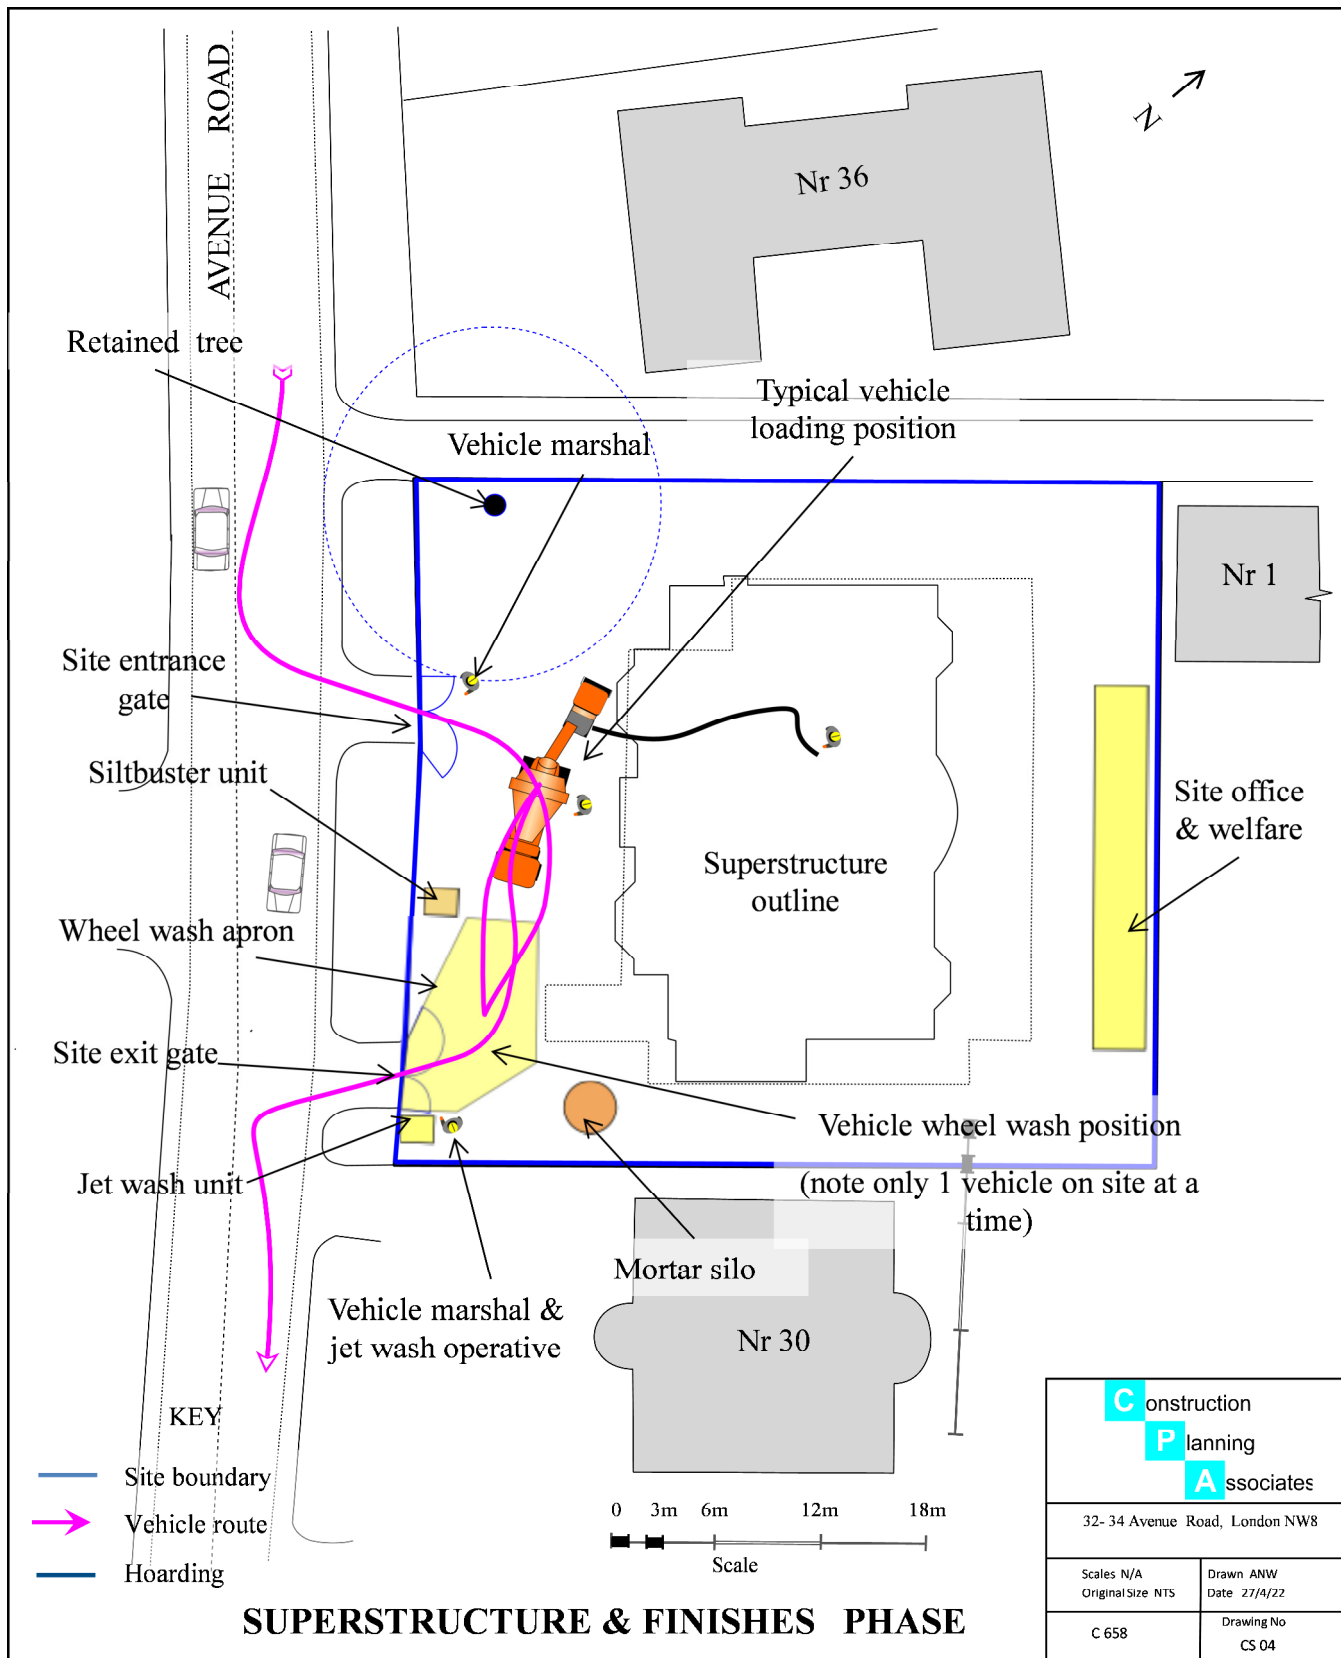 AVENUE ROAD
N
Nr 36
Retained tree
Typical vehicle
loading position
Vehicle marshal
Nr 1
Site entrance
gate
Siltbuster unit
Site office
& welfare
Superstructure
outline
Wheel wash apron
Site exit gate
Vehicle wheel wash position
(note only 1 vehicle on site at a
time)
Jet wash unit
Mortar silo
Vehicle marshal &
jet wash operative
Nr 30
KEY
Site boundary
Vehicle route
Hoarding
0 3m 6m 12m 18m
Scale
SUPERSTRUCTURE & FINISHES PHASE
Construction
Planning
Associates
32- 34 Avenue Road, London NW8
Scales N/A
Original Size NTS
Drawn ANW
Date 27/4/22
C 658
Drawing No
CS 04